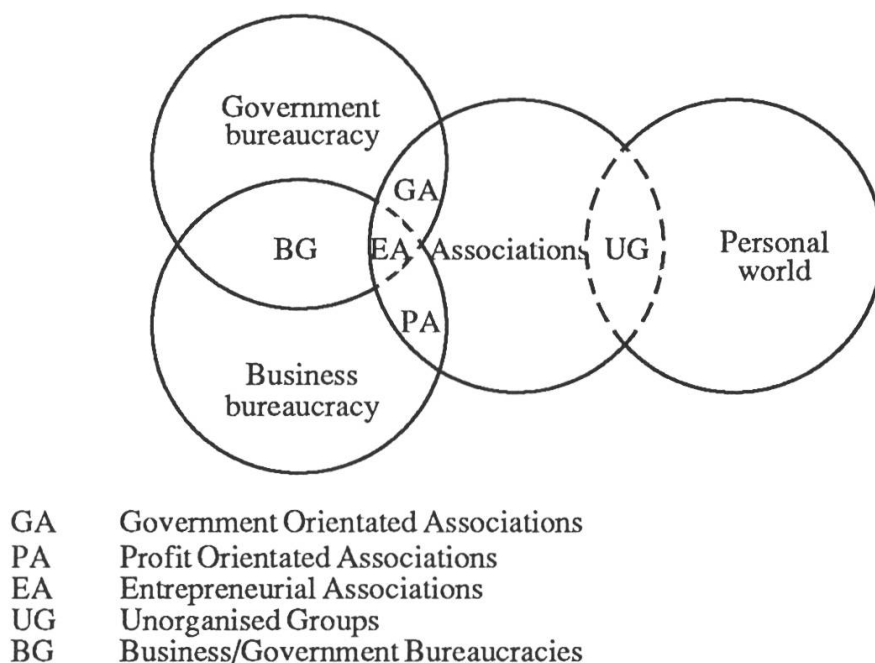 Government
bureaucracy
GA
BG
EA
Associations
UG
Personal
world
PA
Business
bureaucracy
GA Government Orientated Associations
PA Profit Orientated Associations
EA Entrepreneurial Associations
UG Unorganised Groups
BG Business/Government Bureaucracies